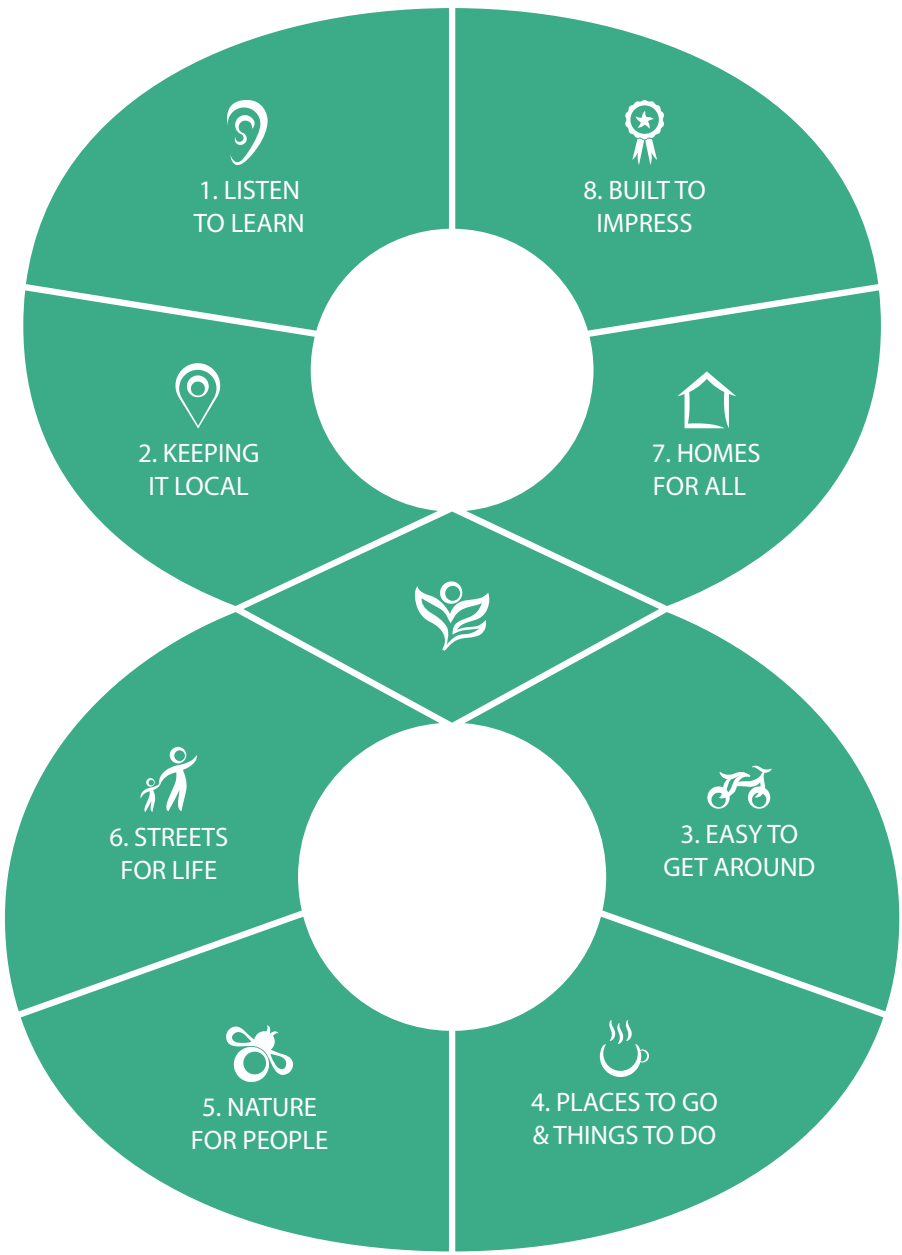 1. LISTEN
TO LEARN
8. BUILT TO
IMPRESS
2. KEEPING
IT LOCAL
7. HOMES
FOR ALL
6. STREETS
FOR LIFE
3. EASY TO
GET AROUND
5. NATURE
FOR PEOPLE
4. PLACES TO GO
& THINGS TO DO